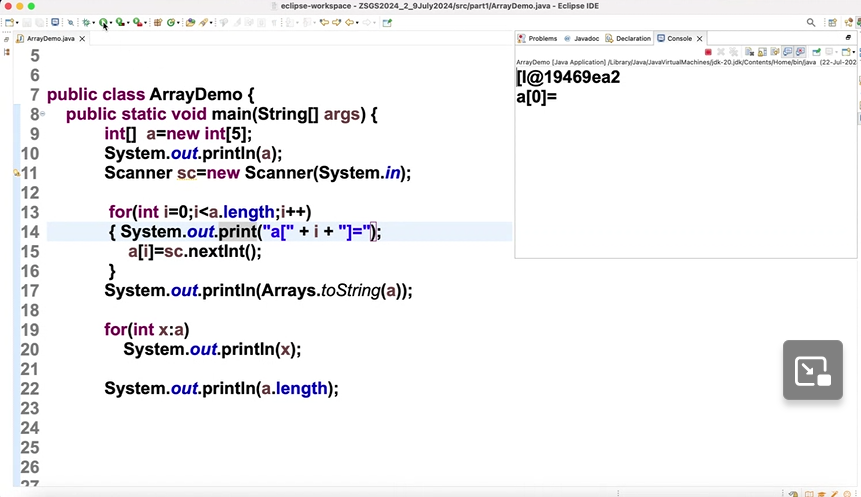 eclipse-workspace - ZSGS2024_2_9July2024/src/part1/ArrayDemo.java - Eclipse IDE
ArrayDemo.java
Problems Javadoc Declaration Console
ArrayDemo [Java Application] /Library/Java/JavaVirtualMachines/jdk-20.jdk/Contents/Home/bin/java (22-Jul-202
[I@19469ea2
a[0]=
5
6
7 public class ArrayDemo {
8 public static void main(String[] args) {
9 int[] a=new int[5];
10 System.out.println(a);
11 Scanner sc=new Scanner(System.in);
12
13 for(int i=0;i<a.length;i++)
14 { System.out.print("a[" + i + "]=");
15 a[i]=sc.nextInt();
16 }
17 System.out.println(Arrays.toString(a));
18
19 for(int x:a)
20 System.out.println(x);
21
22 System.out.println(a.length);
23
24
25
26
27